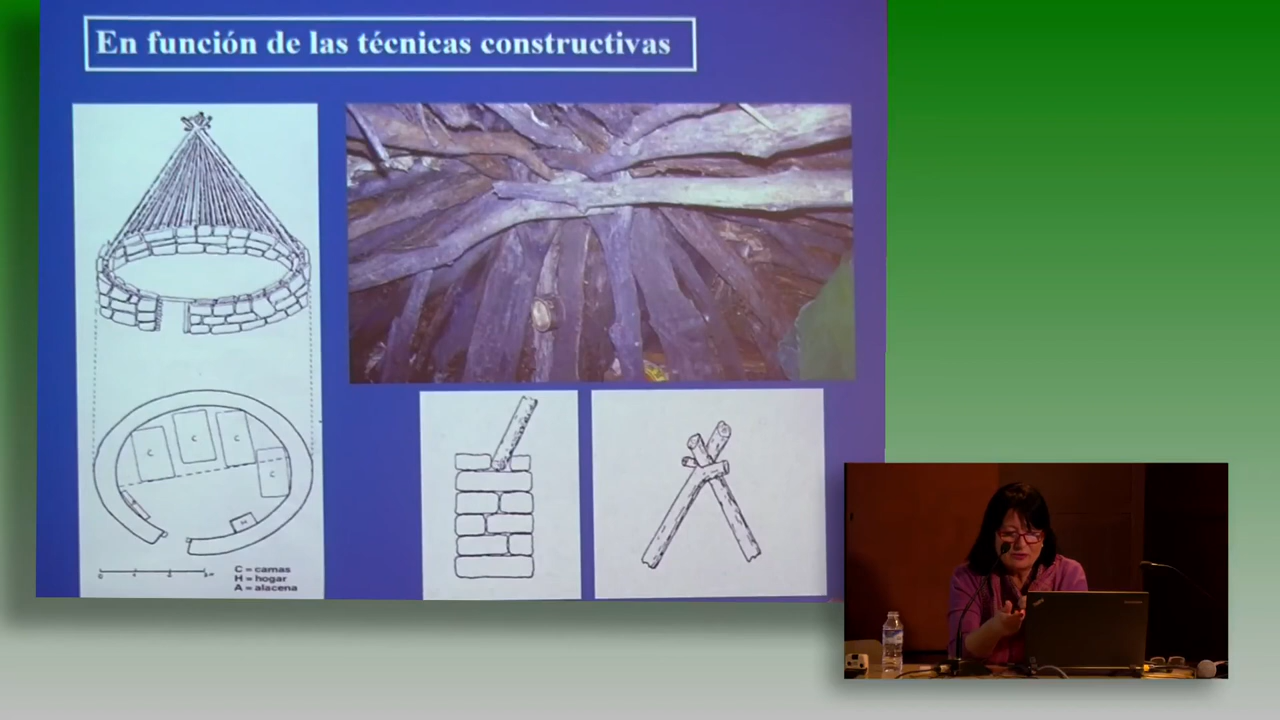 En función de las técnicas constructivas
C
C
C
C
H
C = camas
H = hogar
A = alacena